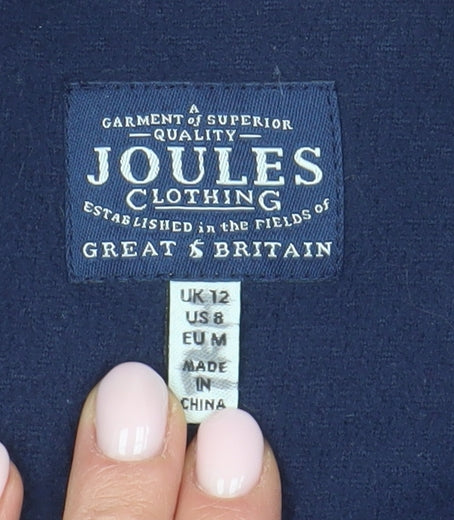 A
GARMENT of SUPERIOR
QUALITY
JOULES
CLOTHING
ESTABLISHED in the FIELDS of
GREAT BRITAIN
UK 12
US 8
EU M
MADE
IN
CHINA